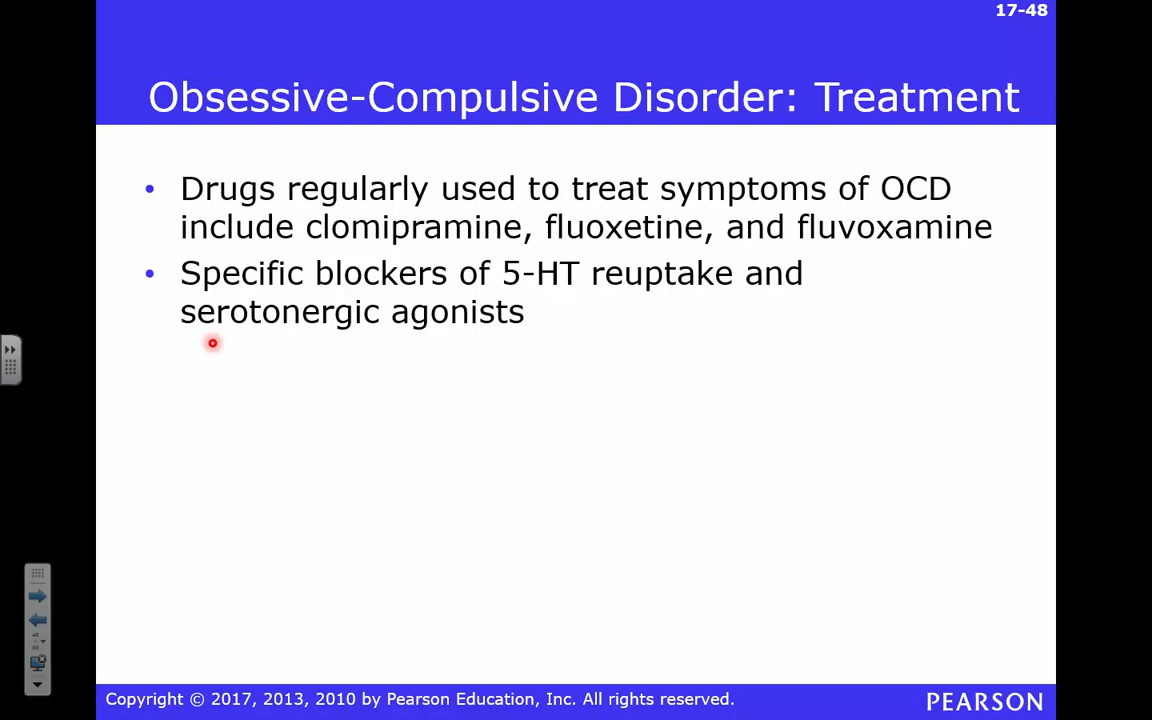 17-48
Obsessive-Compulsive Disorder: Treatment
• Drugs regularly used to treat symptoms of OCD
include clomipramine, fluoxetine, and fluvoxamine
• Specific blockers of 5-HT reuptake and
serotonergic agonists
Copyright © 2017, 2013, 2010 by Pearson Education, Inc. All rights reserved.
PEARSON